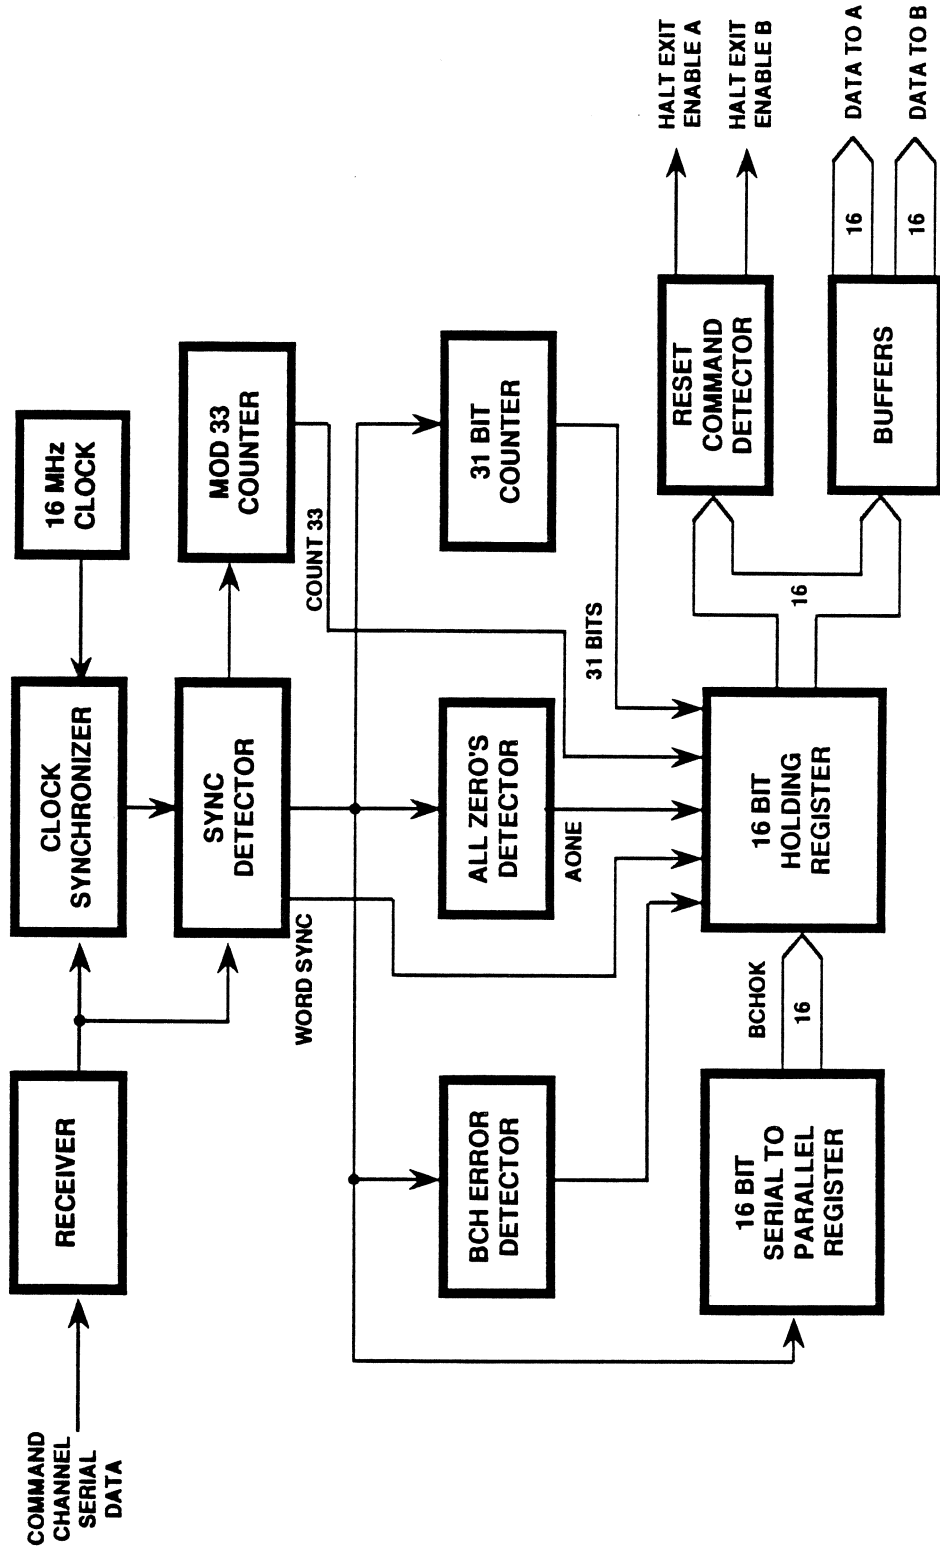 COMMAND
CHANNEL
SERIAL
DATA
RECEIVER
CLOCK
SYNCHRONIZER
16 MHz
CLOCK
SYNC
DETECTOR
MOD 33
COUNTER
WORD SYNC
COUNT 33
BCH ERROR
DETECTOR
ALL ZERO'S
DETECTOR
31 BIT
COUNTER
AONE
31 BITS
16 BIT
SERIAL TO
PARALLEL
REGISTER
BCHOK
16
16 BIT
HOLDING
REGISTER
16
RESET
COMMAND
DETECTOR
HALT EXIT
ENABLE A
HALT EXIT
ENABLE B
BUFFERS
16
DATA TO A
16
DATA TO B